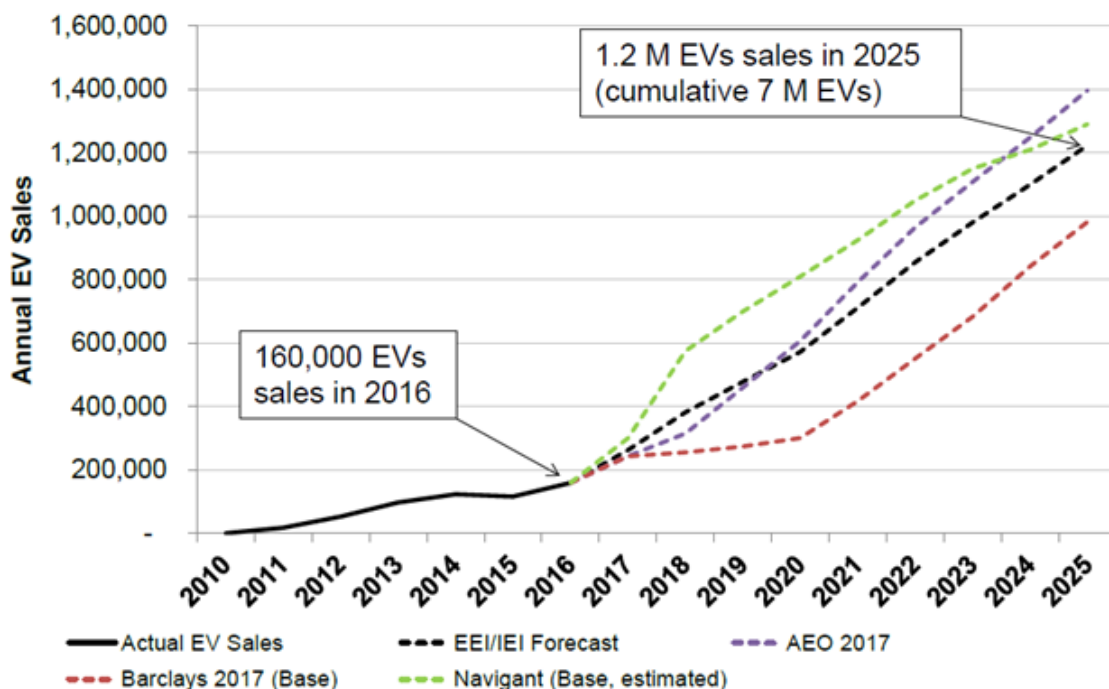 1,600,000
1,400,000
1,200,000
1,000,000
800,000
600,000
400,000
200,000
-
Annual EV Sales
1.2 M EVs sales in 2025
(cumulative 7 M EVs)
160,000 EVs
sales in 2016
2010 2011 2012 2013 2014 2015 2016 2017 2018 2019 2020 2021 2022 2023 2024 2025
Actual EV Sales EEI/IEI Forecast AEO 2017
Barclays 2017 (Base) Navigant (Base, estimated)